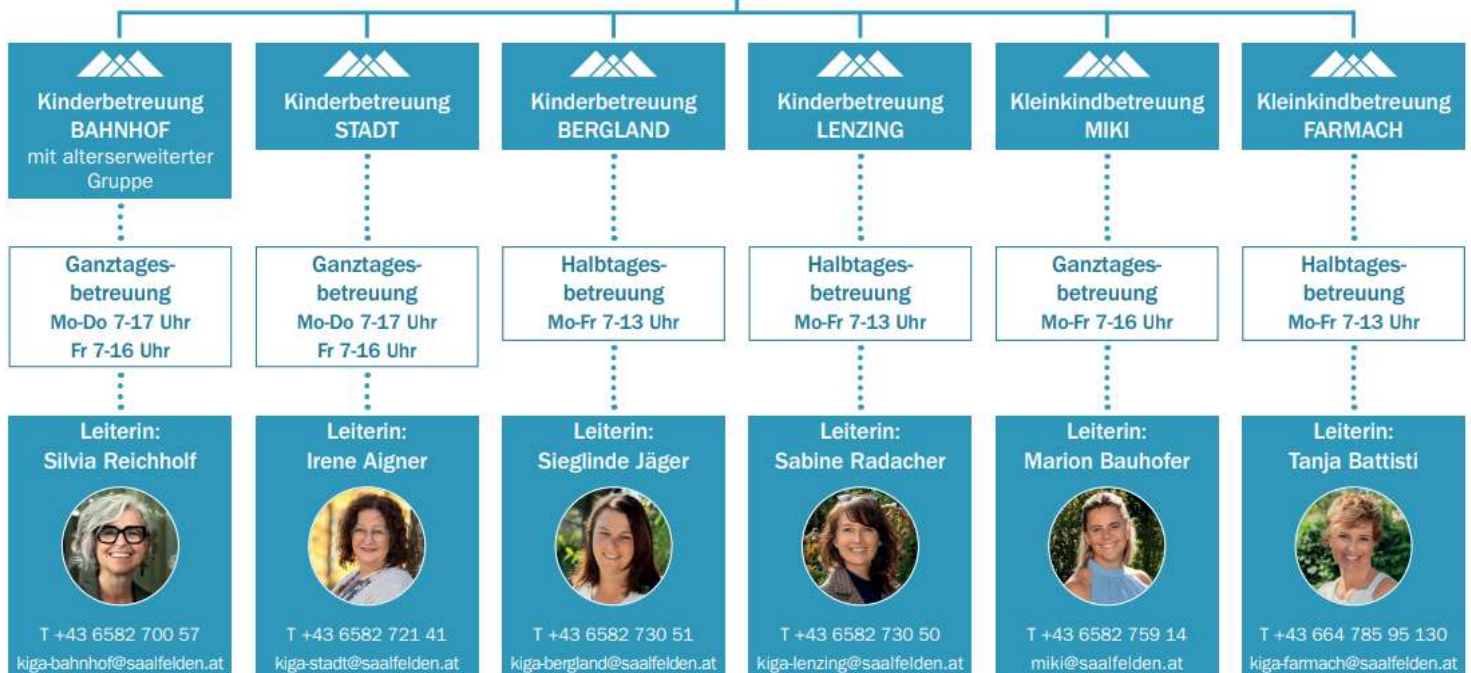 Kinderbetreuung
BAHNHOF
mit alterserweiterter
Gruppe
Ganztages-
betreuung
Mo-Do 7-17 Uhr
Fr 7-16 Uhr
Leiterin:
Silvia Reichholf
T +43 6582 700 57
kiga-bahnhof@saalfelden.at
Kinderbetreuung
STADT
Ganztages-
betreuung
Mo-Do 7-17 Uhr
Fr 7-16 Uhr
Leiterin:
Irene Aigner
T +43 6582 721 41
kiga-stadt@saalfelden.at
Kinderbetreuung
BERGLAND
Halbtages-
betreuung
Mo-Fr 7-13 Uhr
Leiterin:
Sieglinde Jäger
T +43 6582 730 51
kiga-bergland@saalfelden.at
Kinderbetreuung
LENZING
Halbtages-
betreuung
Mo-Fr 7-13 Uhr
Leiterin:
Sabine Radacher
T +43 6582 730 50
kiga-lenzing@saalfelden.at
Kleinkindbetreuung
MIKI
Ganztages-
betreuung
Mo-Fr 7-16 Uhr
Leiterin:
Marion Bauhofer
T +43 6582 759 14
miki@saalfelden.at
Kleinkindbetreuung
FARMACH
Halbtages-
betreuung
Mo-Fr 7-13 Uhr
Leiterin:
Tanja Battisti
T +43 664 785 95 130
kiga-farmach@saalfelden.at